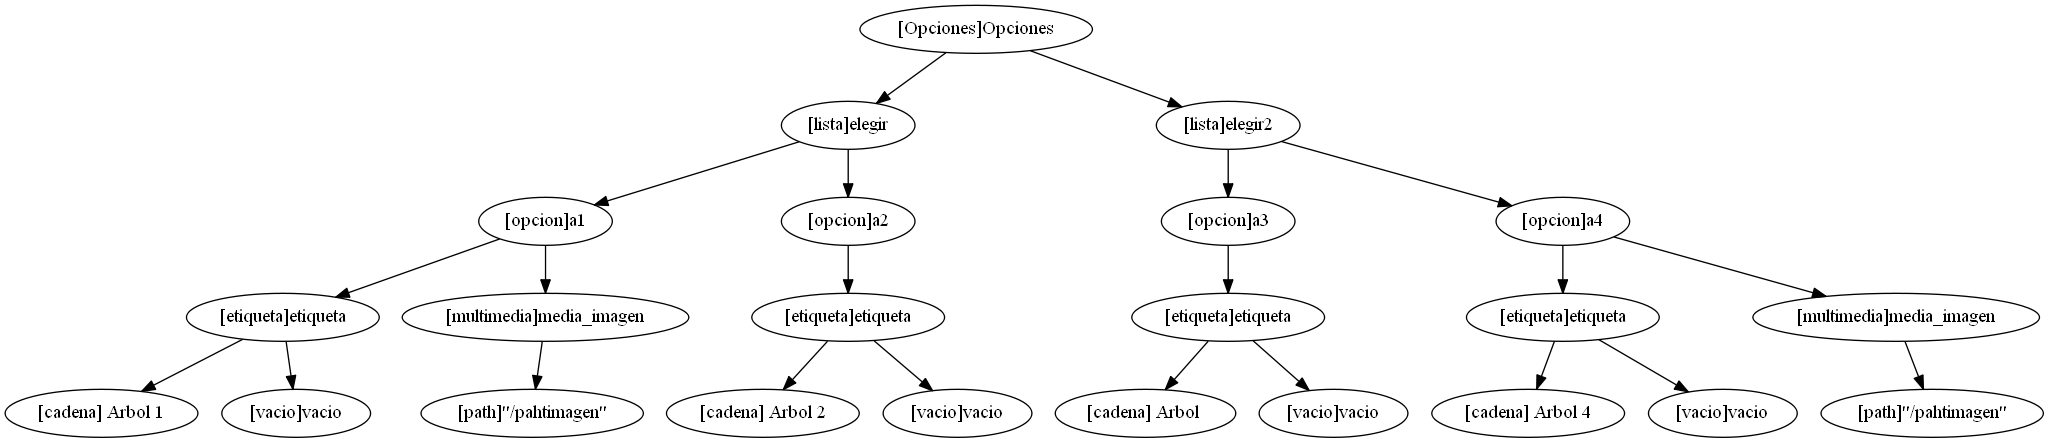 [Opciones]Opciones
[lista]elegir
[lista]elegir2
[opcion]a1
[opcion]a2
[opcion]a3
[opcion]a4
[etiqueta]etiqueta
[multimedia]media_imagen
[etiqueta]etiqueta
[etiqueta]etiqueta
[etiqueta]etiqueta
[multimedia]media_imagen
[cadena] Arbol 1
[vacio]vacio
[path]"/pahtimagen"
[cadena] Arbol 2
[vacio]vacio
[cadena] Arbol
[vacio]vacio
[cadena] Arbol 4
[vacio]vacio
[path]"/pahtimagen"